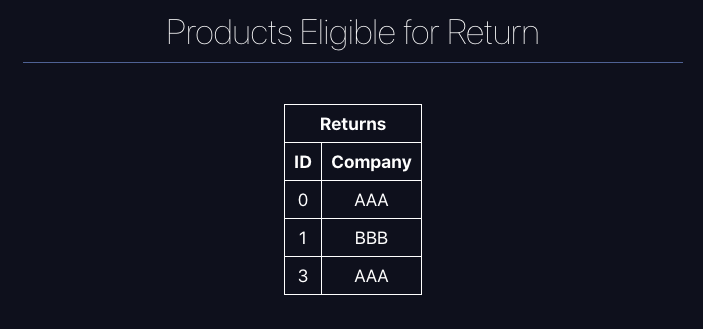 Products Eligible for Return
Returns
ID Company
0 AAA
1 BBB
3 AAA